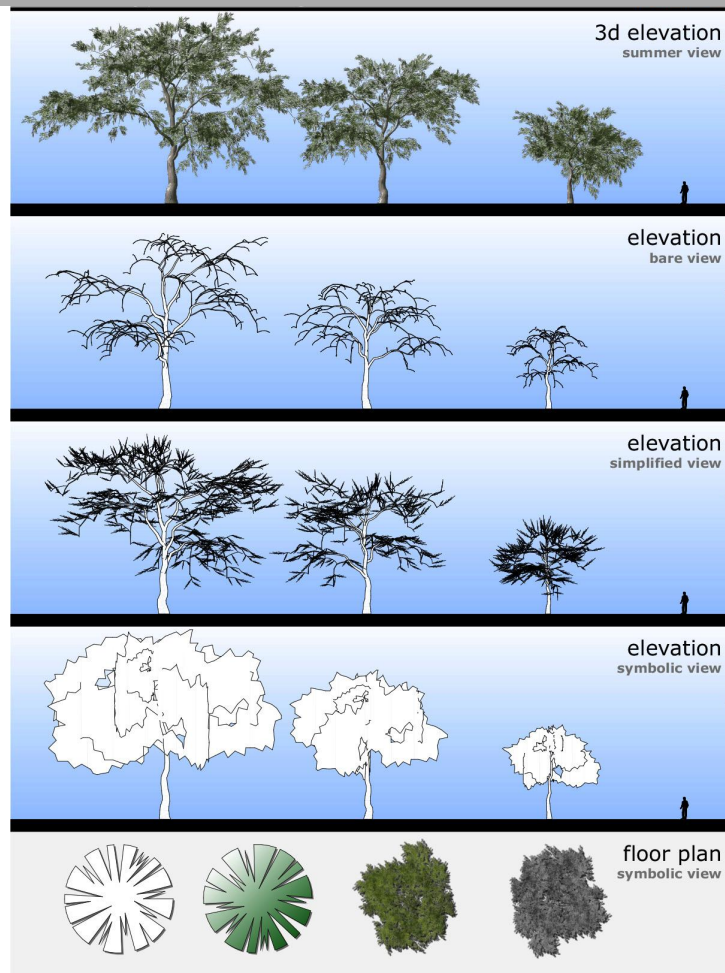 3d elevation
summer view
elevation
bare view
elevation
simplified view
elevation
symbolic view
floor plan
symbolic view